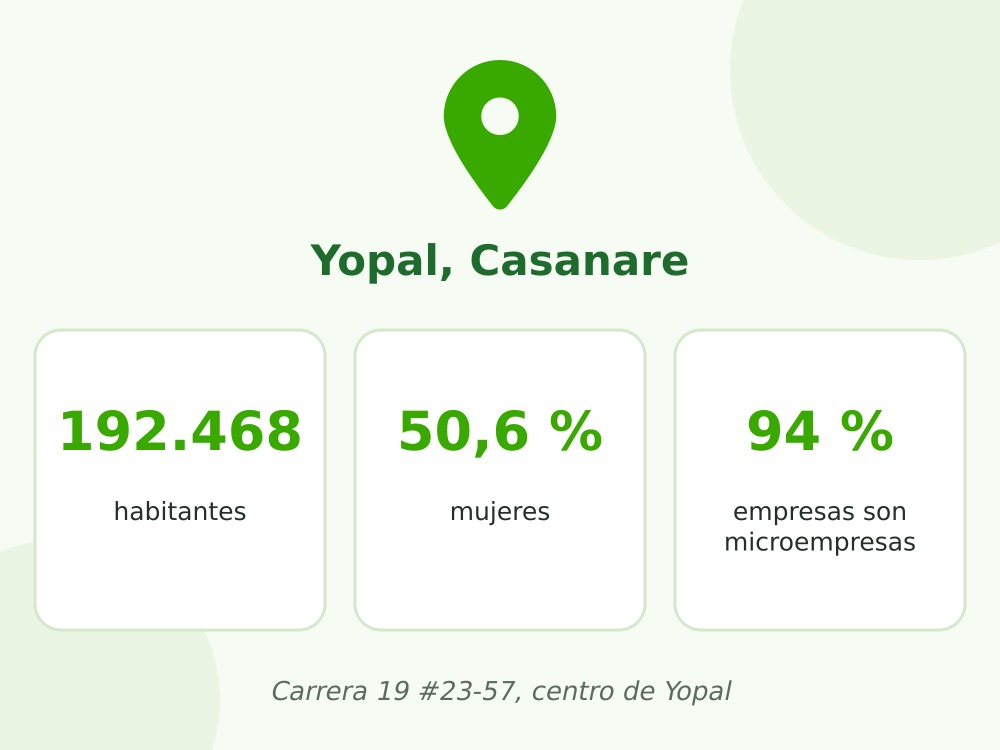 Yopal, Casanare
192.468
habitantes
50,6 %
mujeres
94 %
empresas son
microempresas
Carrera 19 #23-57, centro de Yopal